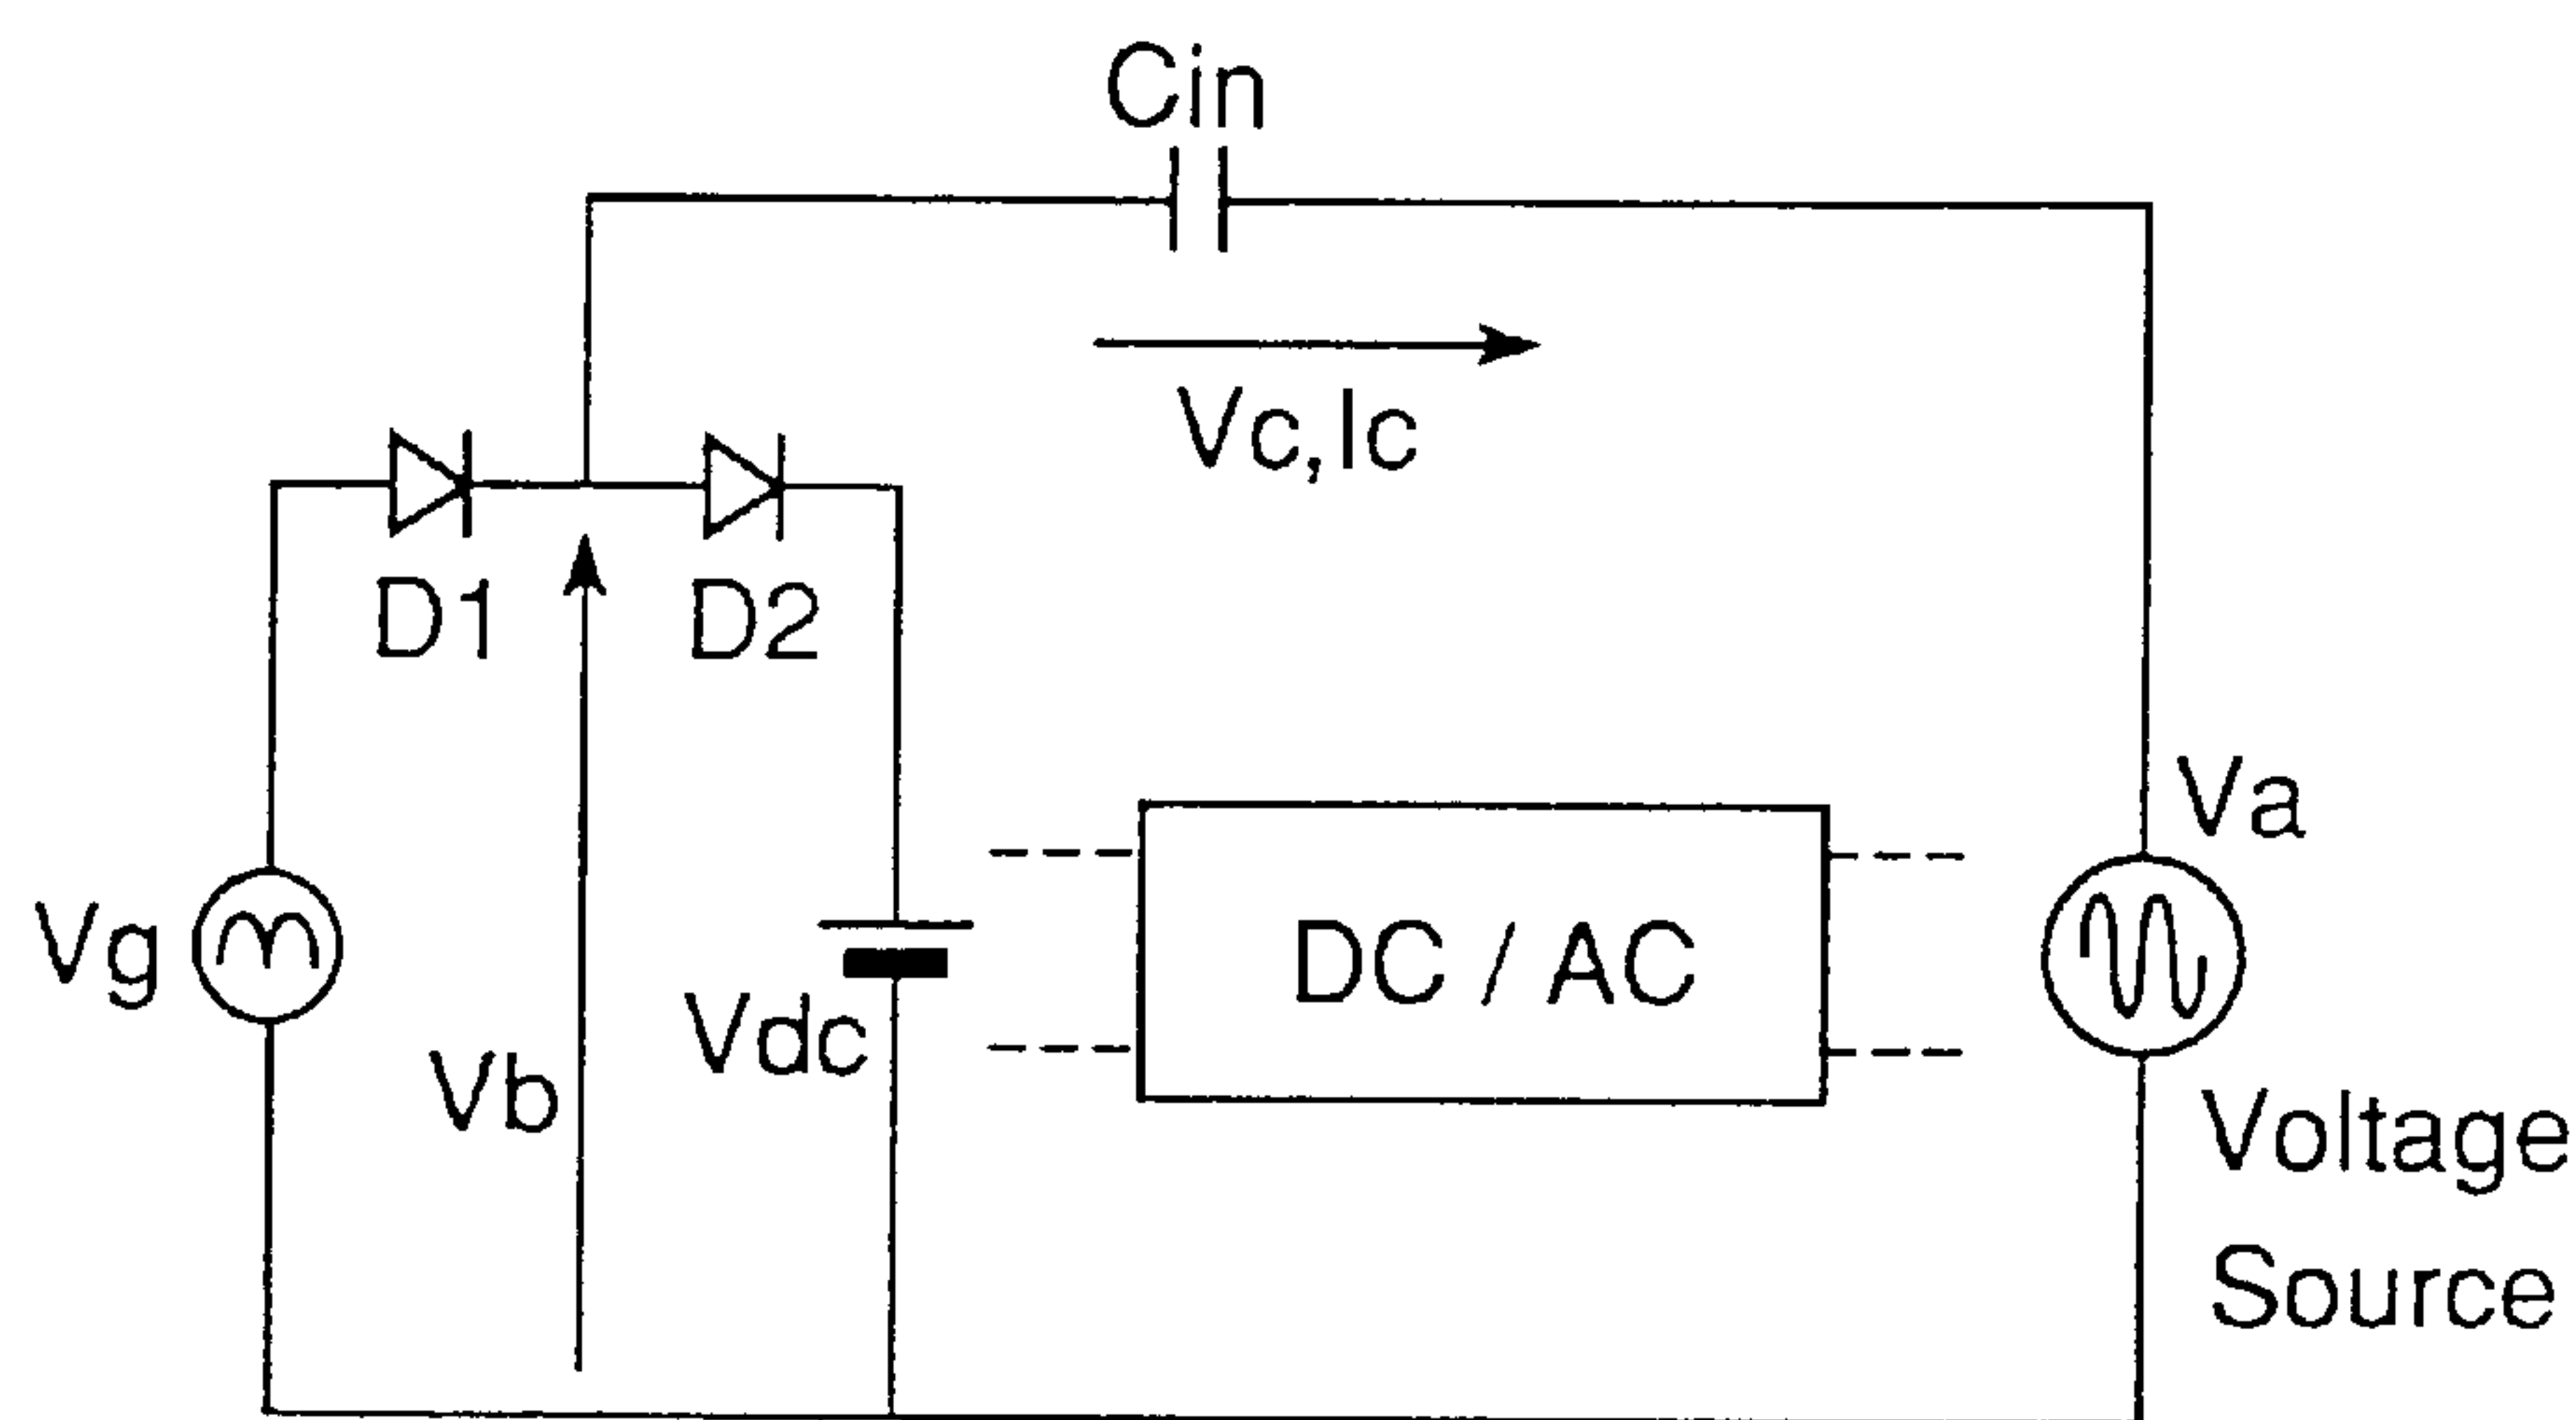 Cin
Vc,Ic
D1
D2
Va
Vg
DC / AC
Vdc
Vb
Voltage
Source